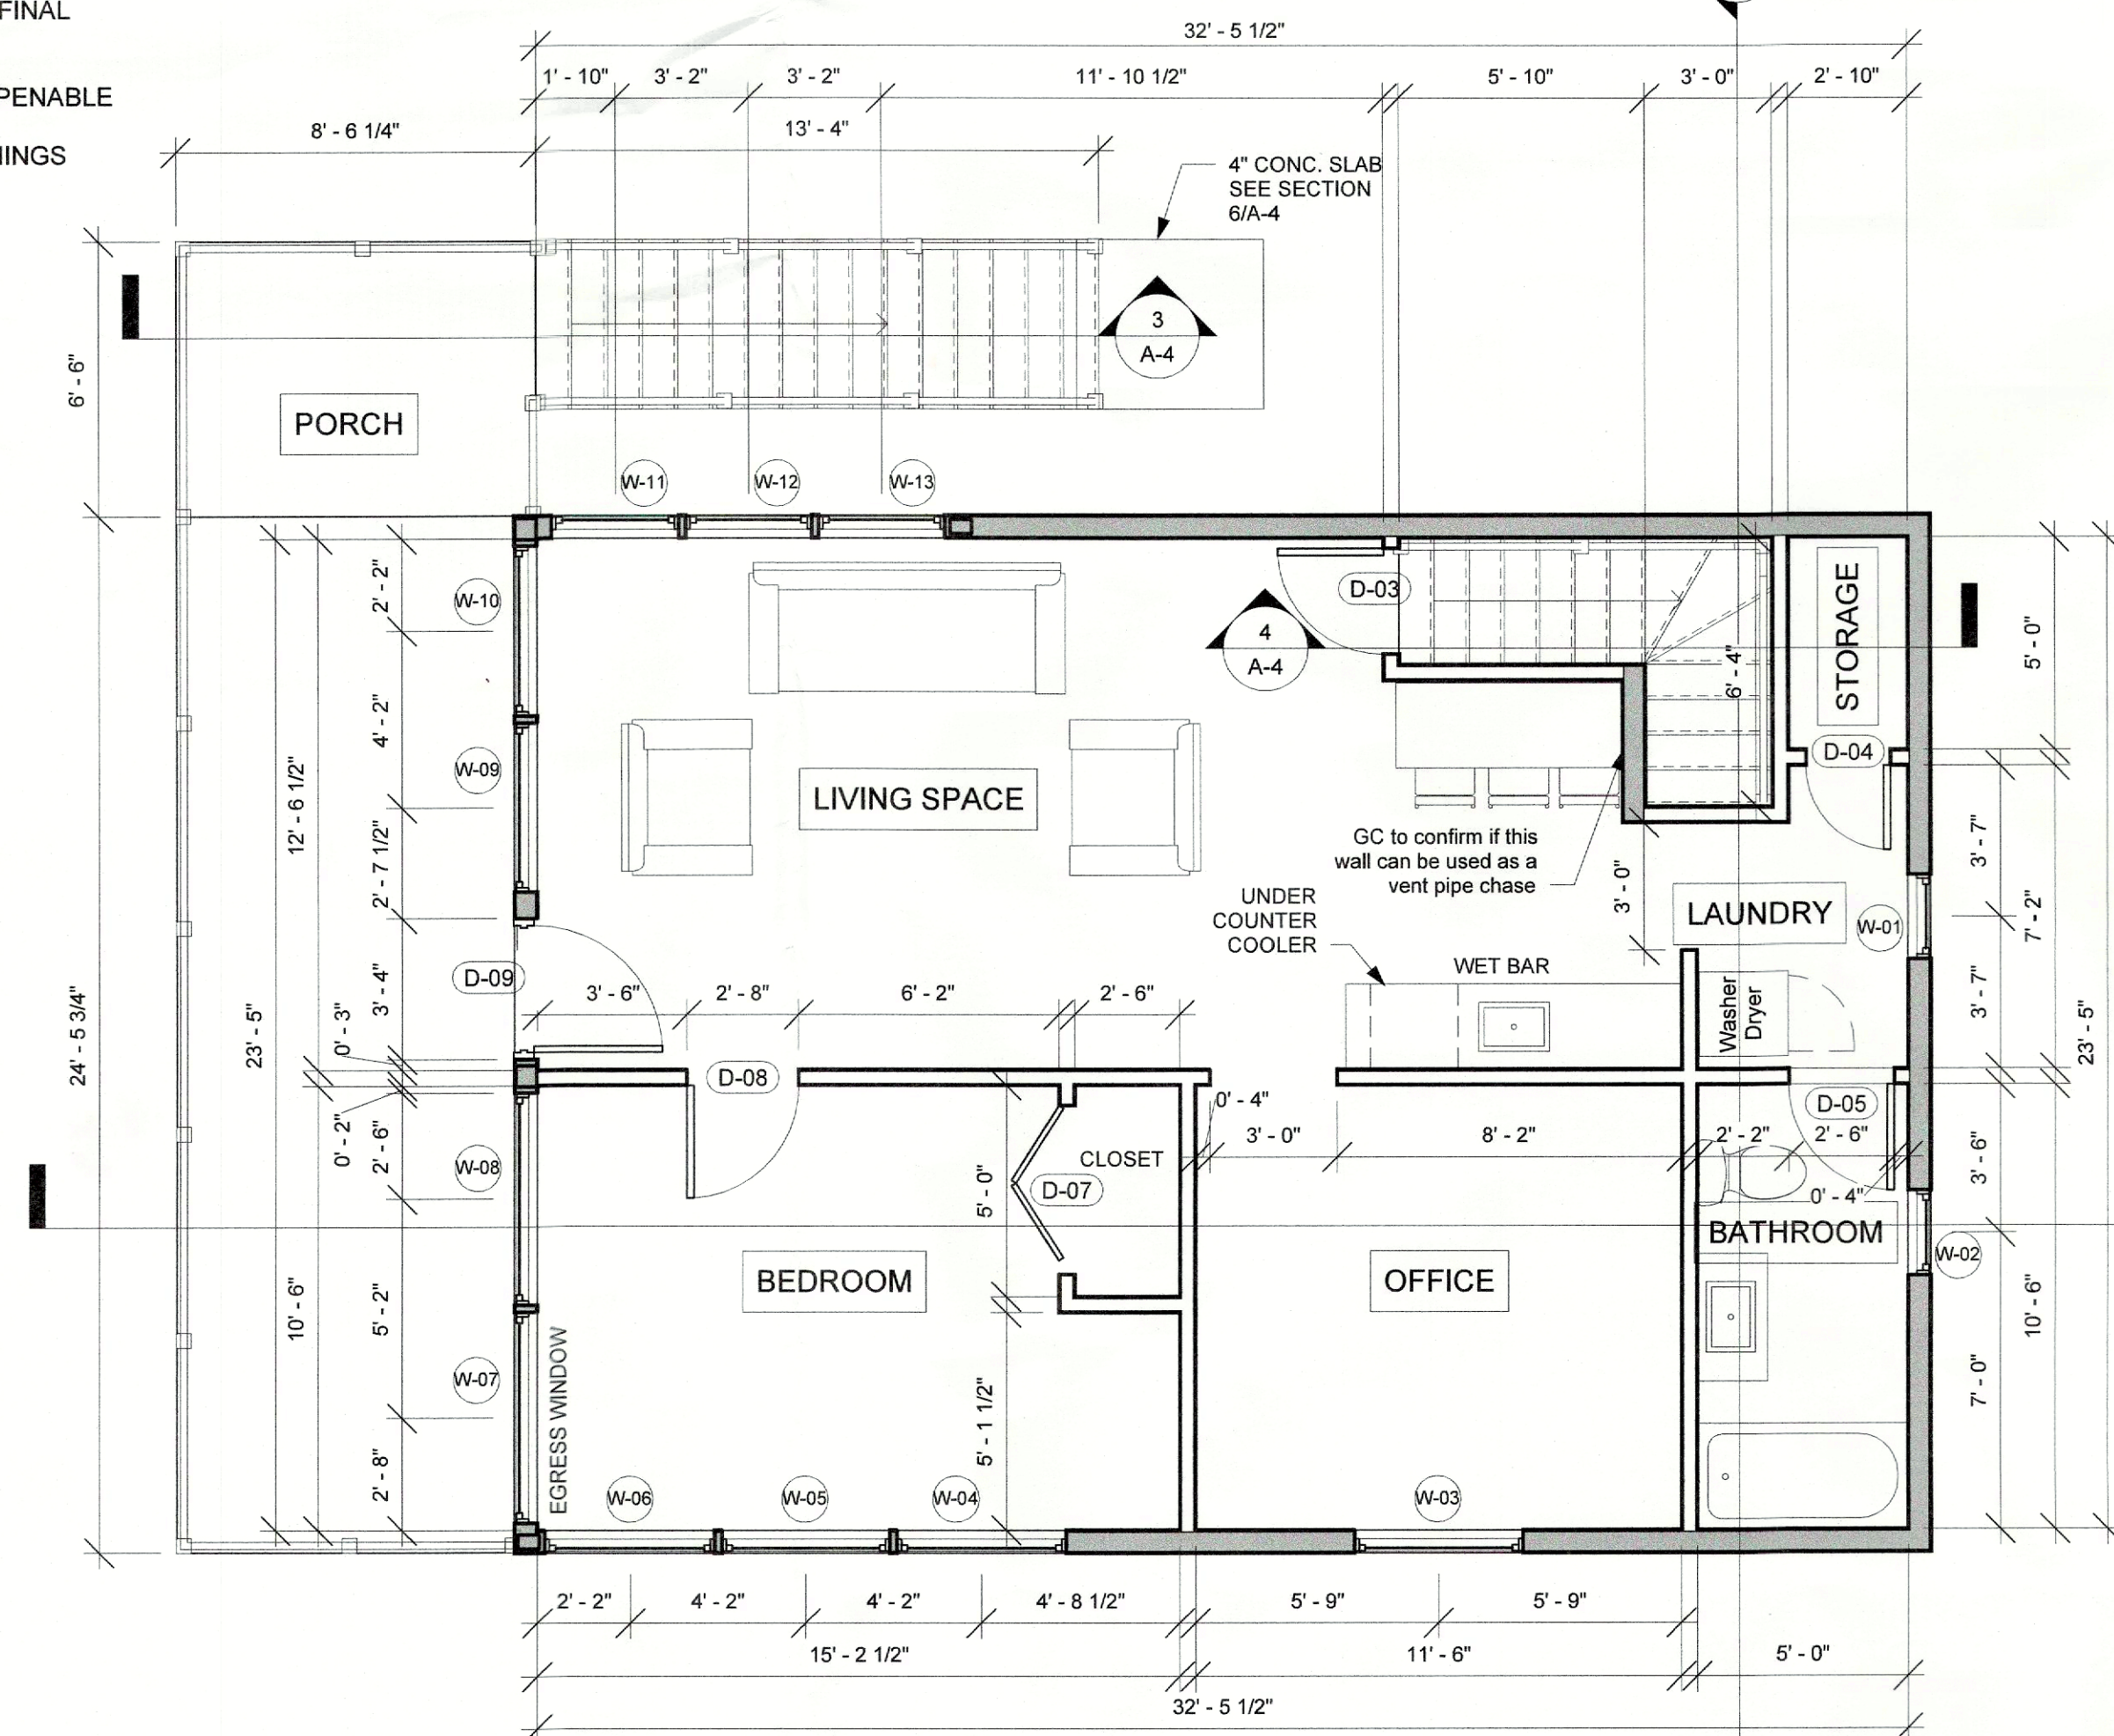 FINAL
32' - 5 1/2"
1' - 10"
3' - 2"
3' - 2"
11' - 10 1/2"
5' - 10"
3' - 0"
2' - 10"
PENABLE
8' - 6 1/4"
13' - 4"
4" CONC. SLAB
SEE SECTION
6/A-4
3
A-4
6' - 6"
PORCH
W-11
W-12
W-13
2' - 2"
W-10
D-03
4
A-4
STORAGE
5' - 0"
6' - 4"
4' - 2"
W-09
D-04
LIVING SPACE
12' - 6 1/2"
2' - 7 1/2"
GC to confirm if this
wall can be used as a
vent pipe chase
3' - 7"
UNDER
COUNTER
COOLER
3' - 0"
LAUNDRY
W-01
7' - 2"
WET BAR
D-09
3' - 4"
3' - 6"
2' - 8"
6' - 2"
2' - 6"
Washer
Dryer
3' - 7"
24' - 5 3/4"
23' - 5"
0' - 3"
23' - 5"
D-08
0' - 4"
D-05
0' - 2"
2' - 6"
W-08
3' - 0"
8' - 2"
2' - 2"
2' - 6"
3' - 6"
CLOSET
D-07
5' - 0"
0' - 4"
BATHROOM
W-02
BEDROOM
OFFICE
10' - 6"
5' - 2"
10' - 6"
W-07
EGRESS WINDOW
5' - 1 1/2"
7' - 0"
2' - 8"
W-06
W-05
W-04
W-03
2' - 2"
4' - 2"
4' - 2"
4' - 8 1/2"
5' - 9"
5' - 9"
15' - 2 1/2"
11' - 6"
5' - 0"
32' - 5 1/2"